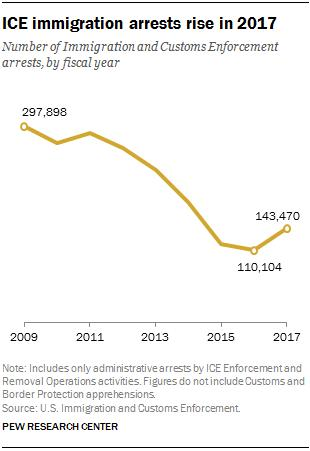 ICE immigration arrests rise in 2017
Number of Immigration and Customs Enforcement
arrests, by fiscal year
297,898
143,470
110,104
2009
2011
2013
2015
2017
Note: Includes only administrative arrests by ICE Enforcement and
Removal Operations activities. Figures do not include Customs and
Border Protection apprehensions.
Source: U.S. Immigration and Customs Enforcement.
PEW RESEARCH CENTER